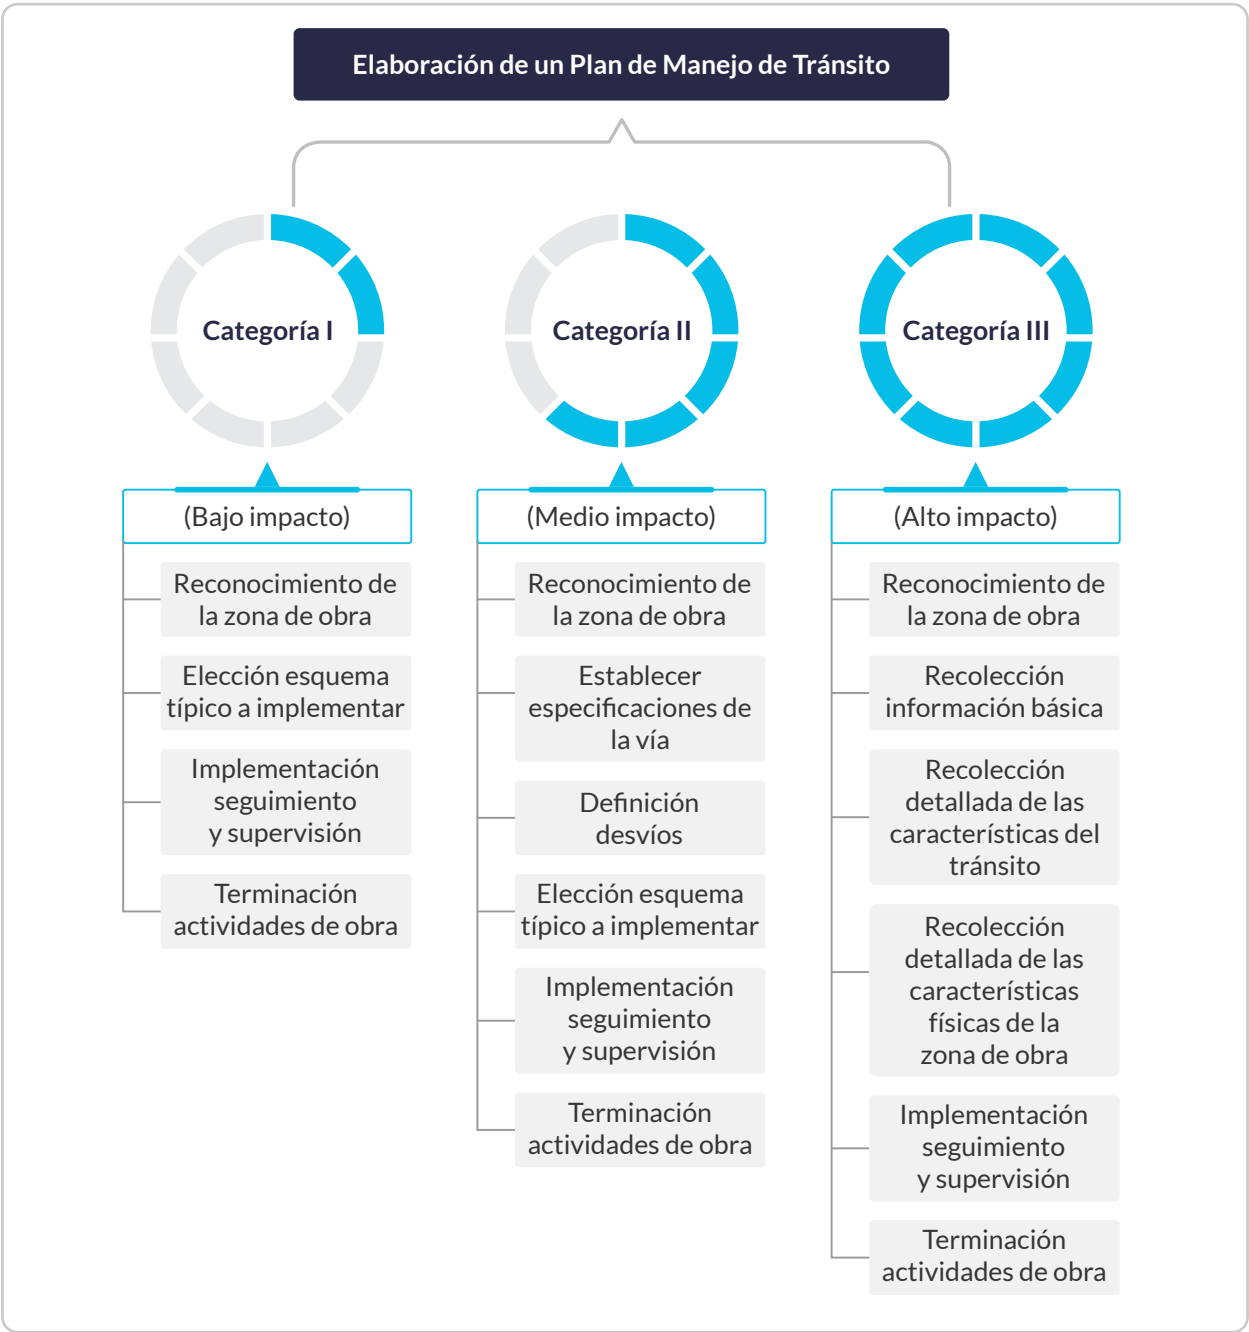 Elaboración de un Plan de Manejo de Tránsito
Categoría I
(Bajo impacto)
Reconocimiento de
la zona de obra
Elección esquema
típico a implementar
Implementación
seguimiento
y supervisión
Terminación
actividades de obra
Categoría II
(Medio impacto)
Reconocimiento de
la zona de obra
Establecer
especificaciones de
la vía
Definición
desvíos
Elección esquema
típico a implementar
Implementación
seguimiento
y supervisión
Terminación
actividades de obra
Categoría III
(Alto impacto)
Reconocimiento de
la zona de obra
Recolección
información básica
Recolección
detallada de las
característísticas del
tránsito
Recolección
detallada de las
característísticas
físicas de la
zona de obra
Implementación
seguimiento
y supervisión
Terminación
actividades de obra